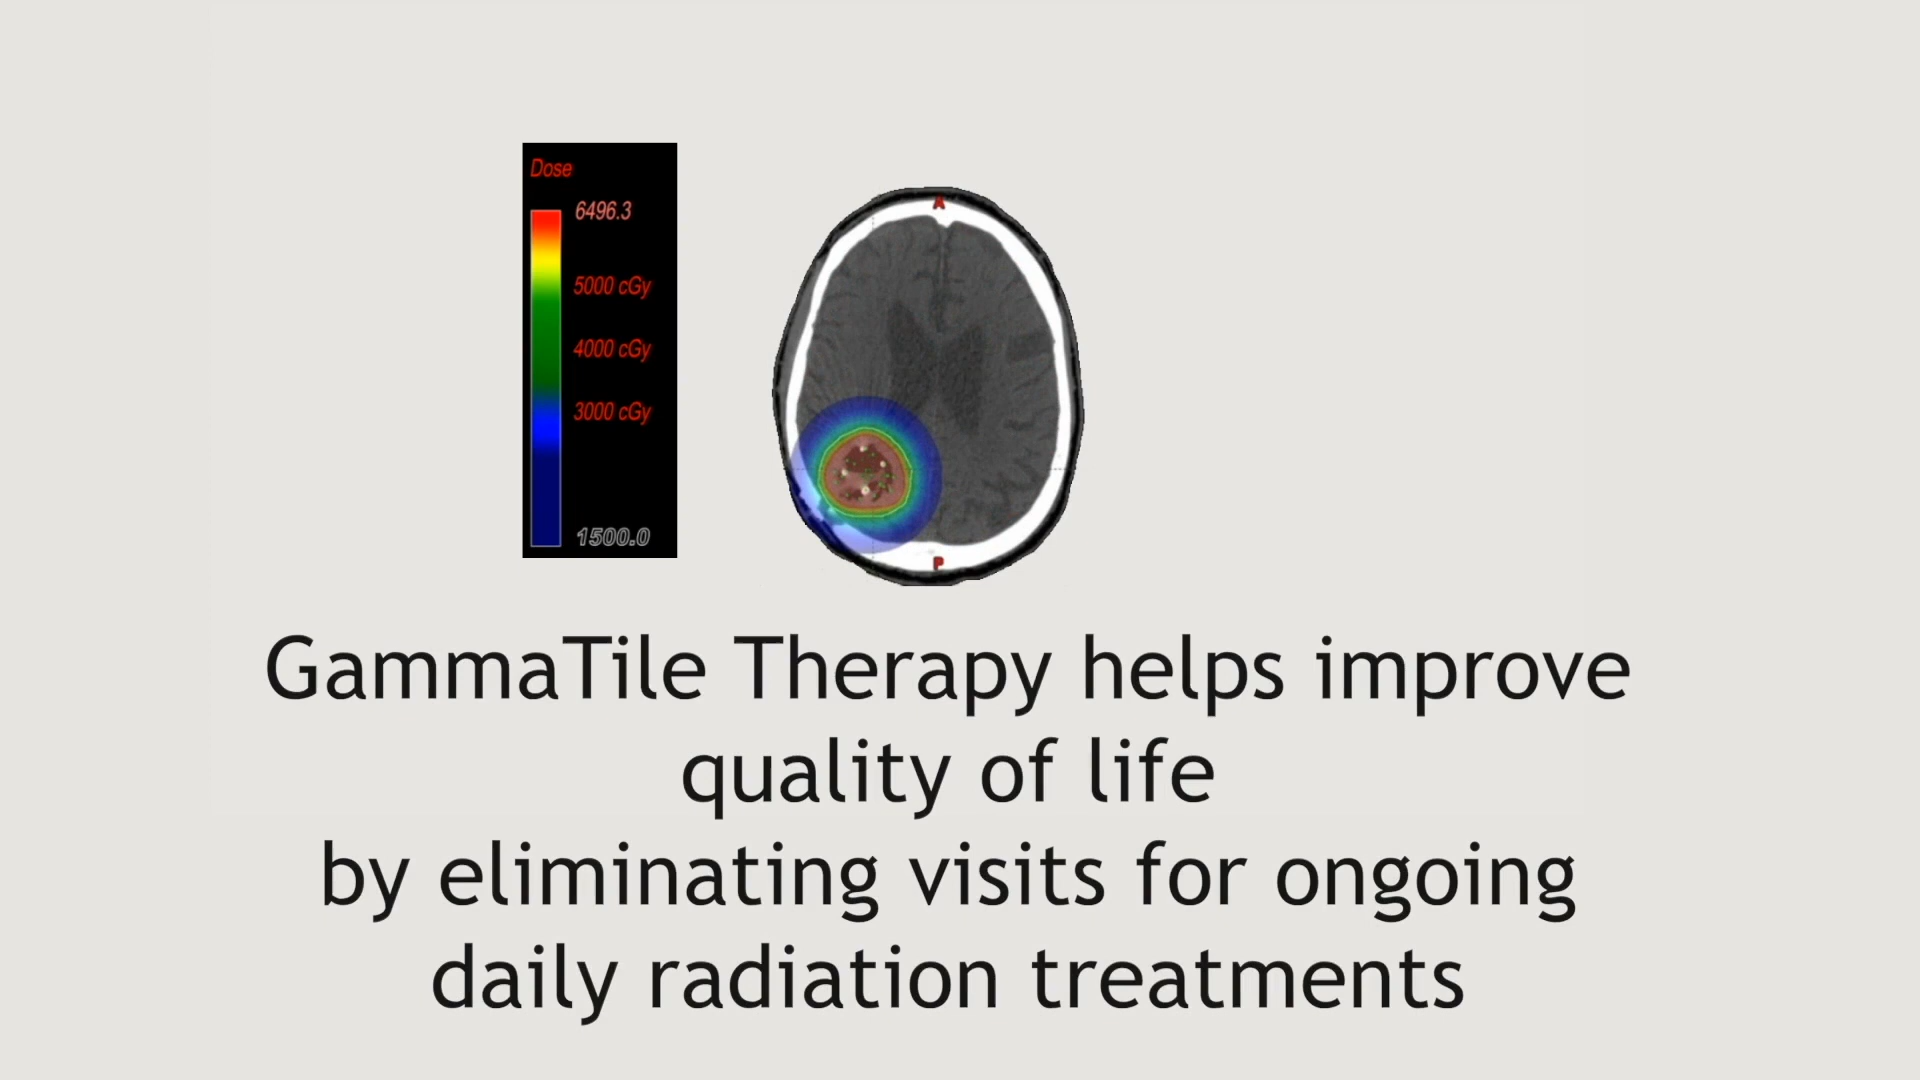 Dose
6496.3
5000 cGy
4000 cGy
3000 cGy
1500.0
A
P
GammaTile Therapy helps improve
quality of life
by eliminating visits for ongoing
daily radiation treatments